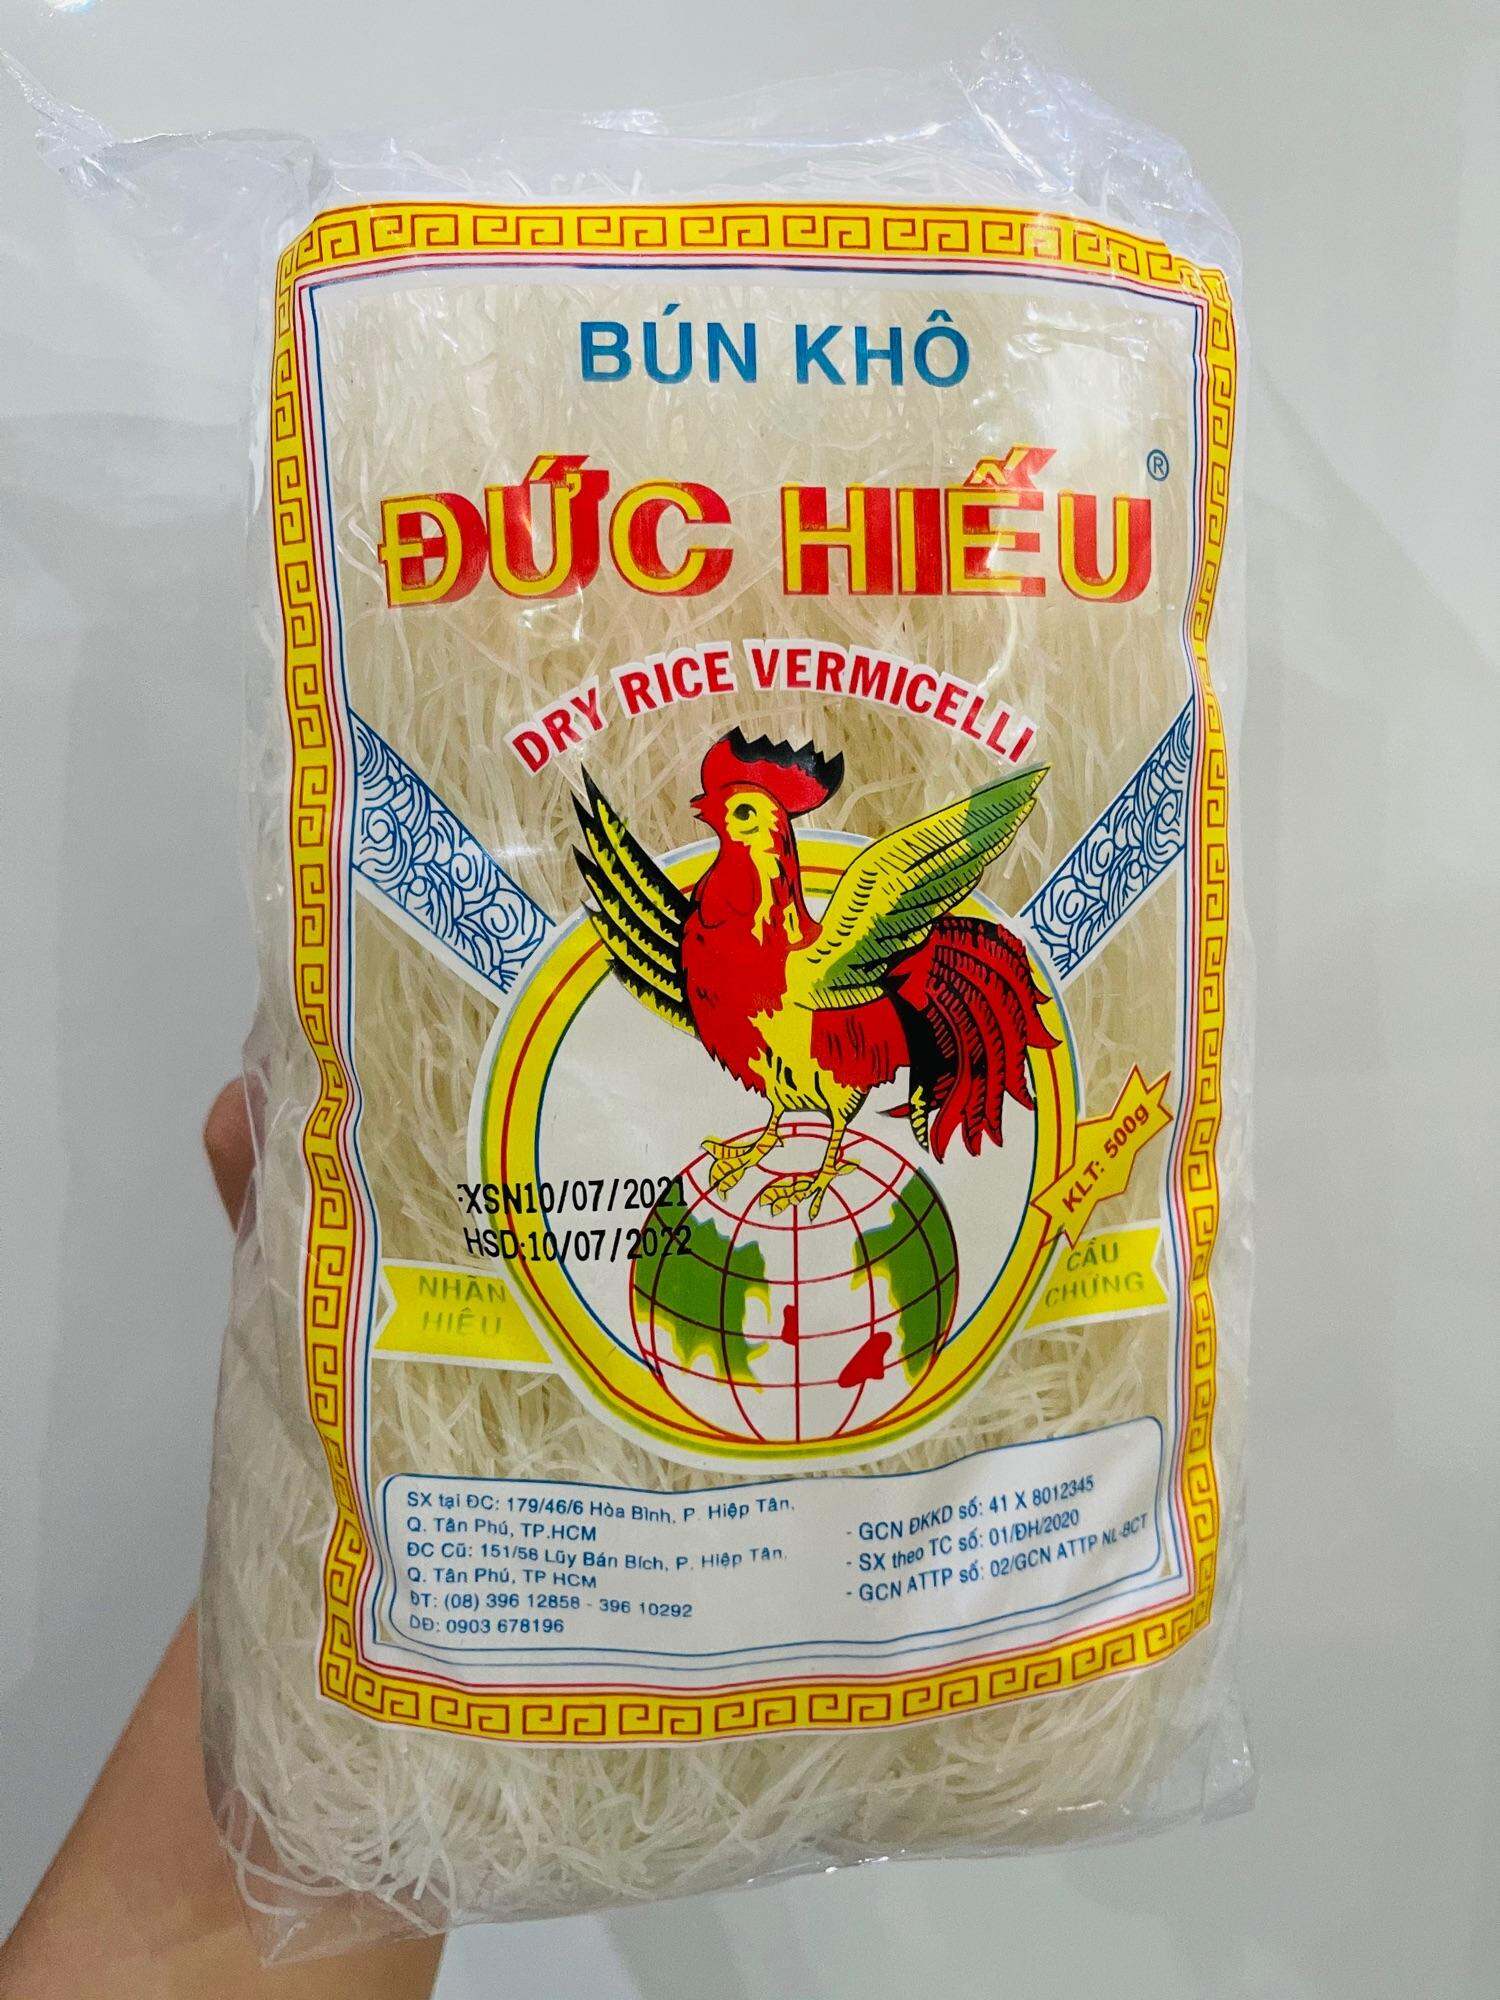 BÚN KHÔ
ĐỨC HIẾU ®
DRY RICE VERMICELLI
KLT: 500g
:XSN10/07/2021
HSD:10/07/2022
NHÃN
HIỆU
CẦU
CHỨNG
SX tại ĐC: 179/46/6 Hòa Bình, P. Hiệp Tân,
Q. Tân Phú, TP.HCM
ĐC Cũ: 151/58 Lũy Bán Bích, P. Hiệp Tân,
Q. Tân Phú, TP HCM
ĐT: (08) 396 12858 - 396 10292
DĐ: 0903 678196
- GCN ĐKKD số: 41 X 8012345
- SX theo TC số: 01/ĐH/2020
- GCN ATTP số: 02/GCN ATTP NL-BCT